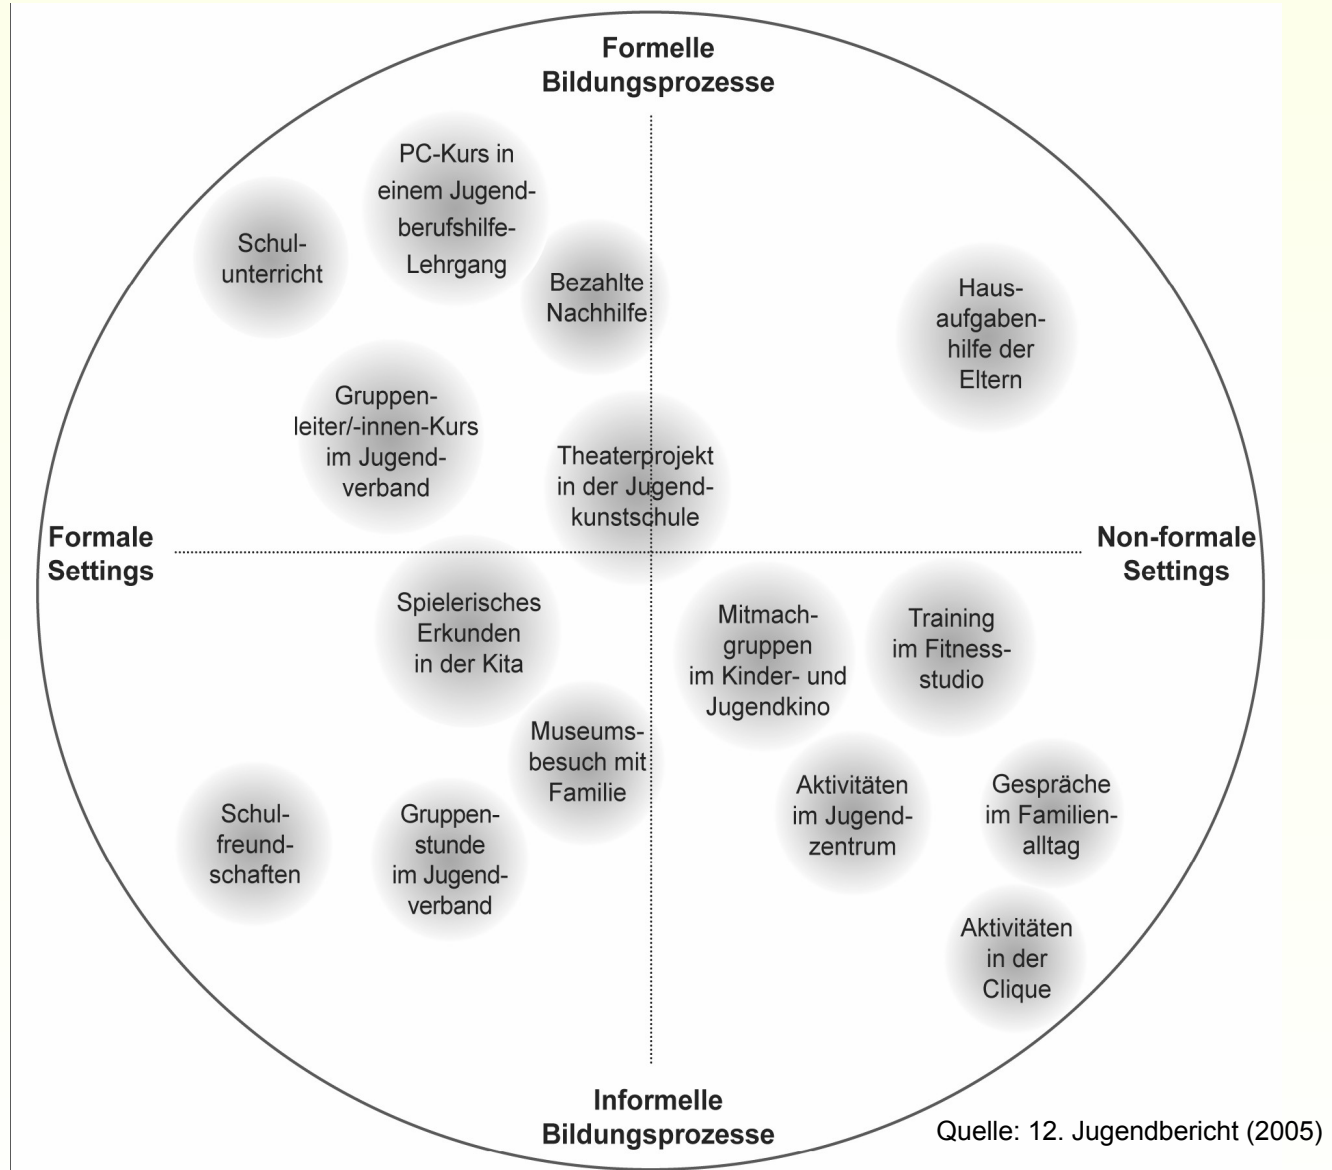 Formelle
Bildungsprozesse
PC-Kurs in
einem Jugend-
berufshilfe-
Lehrgang
Schul-
unterricht
Bezahlte
Nachhilfe
Haus-
aufgaben-
hilfe der
Eltern
Gruppen-
leiter/-innen-Kurs
im Jugend-
verband
Theaterprojekt
in der Jugend-
kunstschule
Formale
Settings
Non-formale
Settings
Spielerisches
Erkunden
in der Kita
Mitmach-
gruppen
im Kinder- und
Jugendkino
Training
im Fitness-
studio
Museums-
besuch mit
Familie
Schul-
freund-
schaften
Gruppen-
stunde
im Jugend-
verband
Aktivitäten
im Jugend-
zentrum
Gespräche
im Familien-
alltag
Aktivitäten
in der
Clique
Informelle
Bildungsprozesse
Quelle: 12. Jugendbericht (2005)